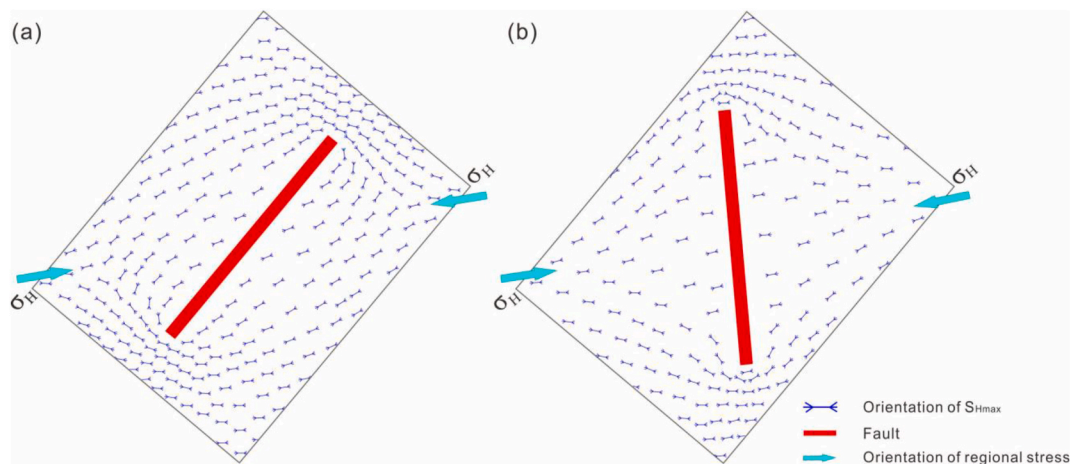 (a)
(b)
σH
σH
σH
σH
Orientation of SHmax
Fault
Orientation of regional stress